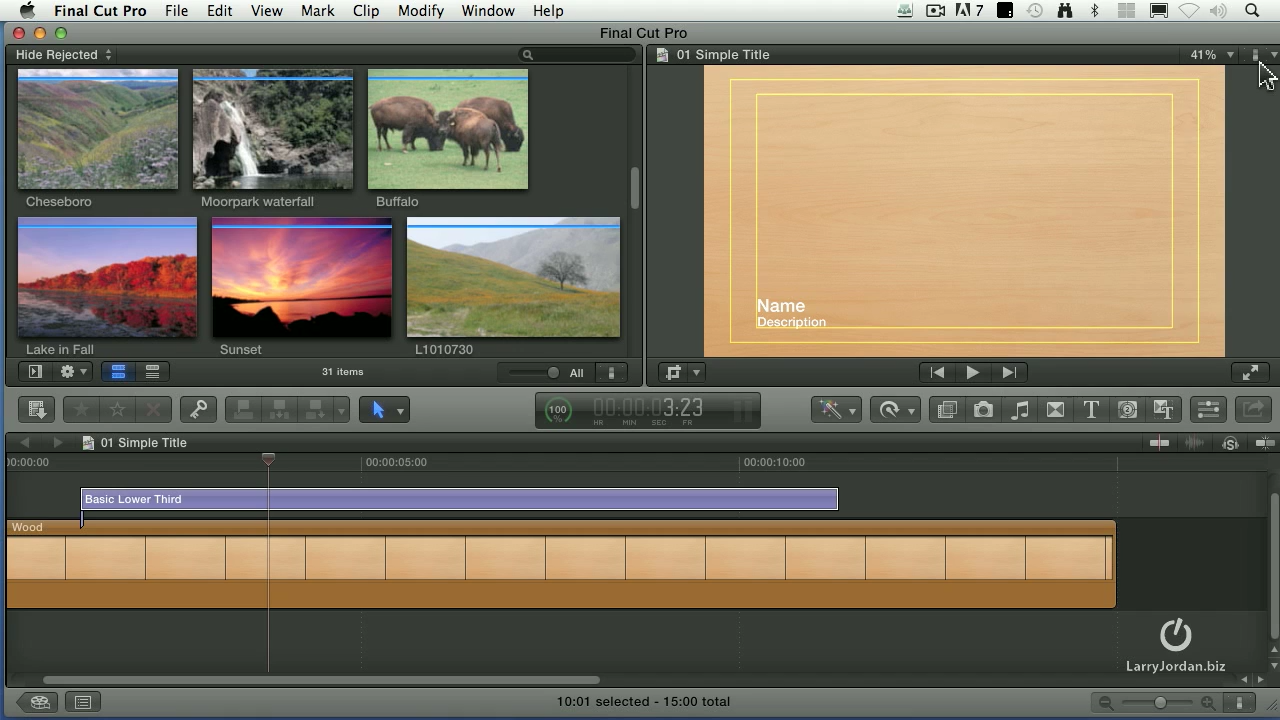 Final Cut Pro File Edit View Mark Clip Modify Window Help 7
Final Cut Pro
Hide Rejected
01 Simple Title 41%
Cheseboro Moorpark waterfall Buffalo
Name
Description
Lake in Fall Sunset L1010730
31 items All
100 % 00:00:03:23
HR MIN SEC FR
01 Simple Title
00:00:00 00:00:05:00 00:00:10:00
Basic Lower Third
Wood
LarryJordan.biz
10:01 selected - 15:00 total